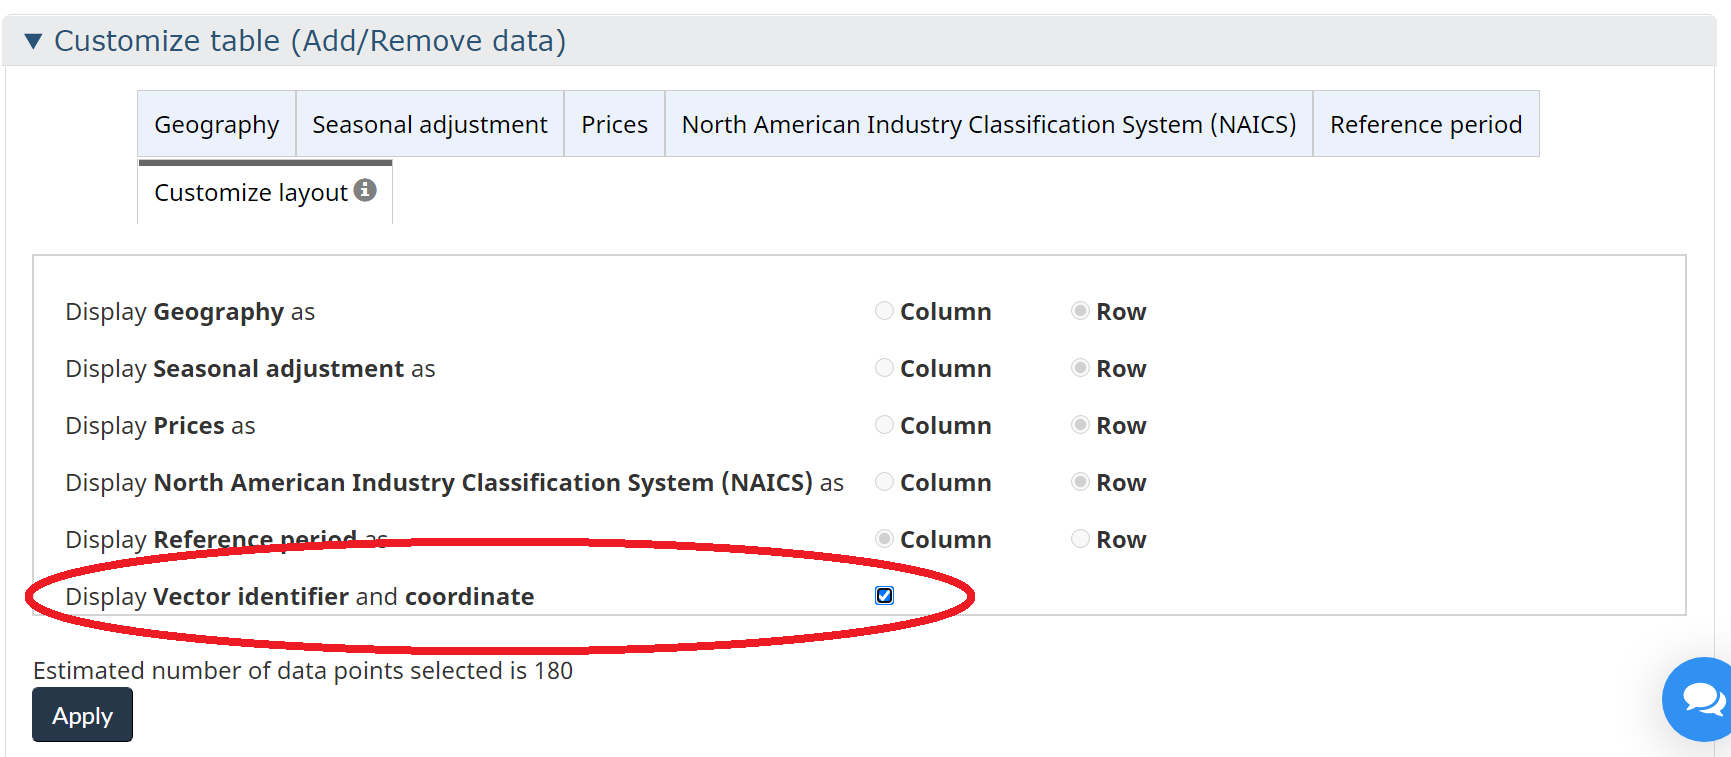 ▼ Customize table (Add/Remove data)
Geography Seasonal adjustment Prices North American Industry Classification System (NAICS) Reference period
Customize layout
Display Geography as Column Row
Display Seasonal adjustment as Column Row
Display Prices as Column Row
Display North American Industry Classification System (NAICS) as Column Row
Display Reference period as Column Row
Display Vector identifier and coordinate
Estimated number of data points selected is 180
Apply